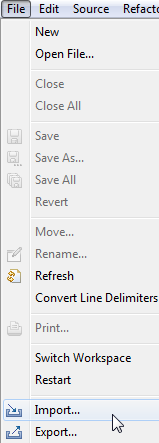 File Edit Source Refacto
New
Open File...
Close
Close All
Save
Save As...
Save All
Revert
Move...
Rename...
Refresh
Convert Line Delimiters
Print...
Switch Workspace
Restart
Import...
Export...